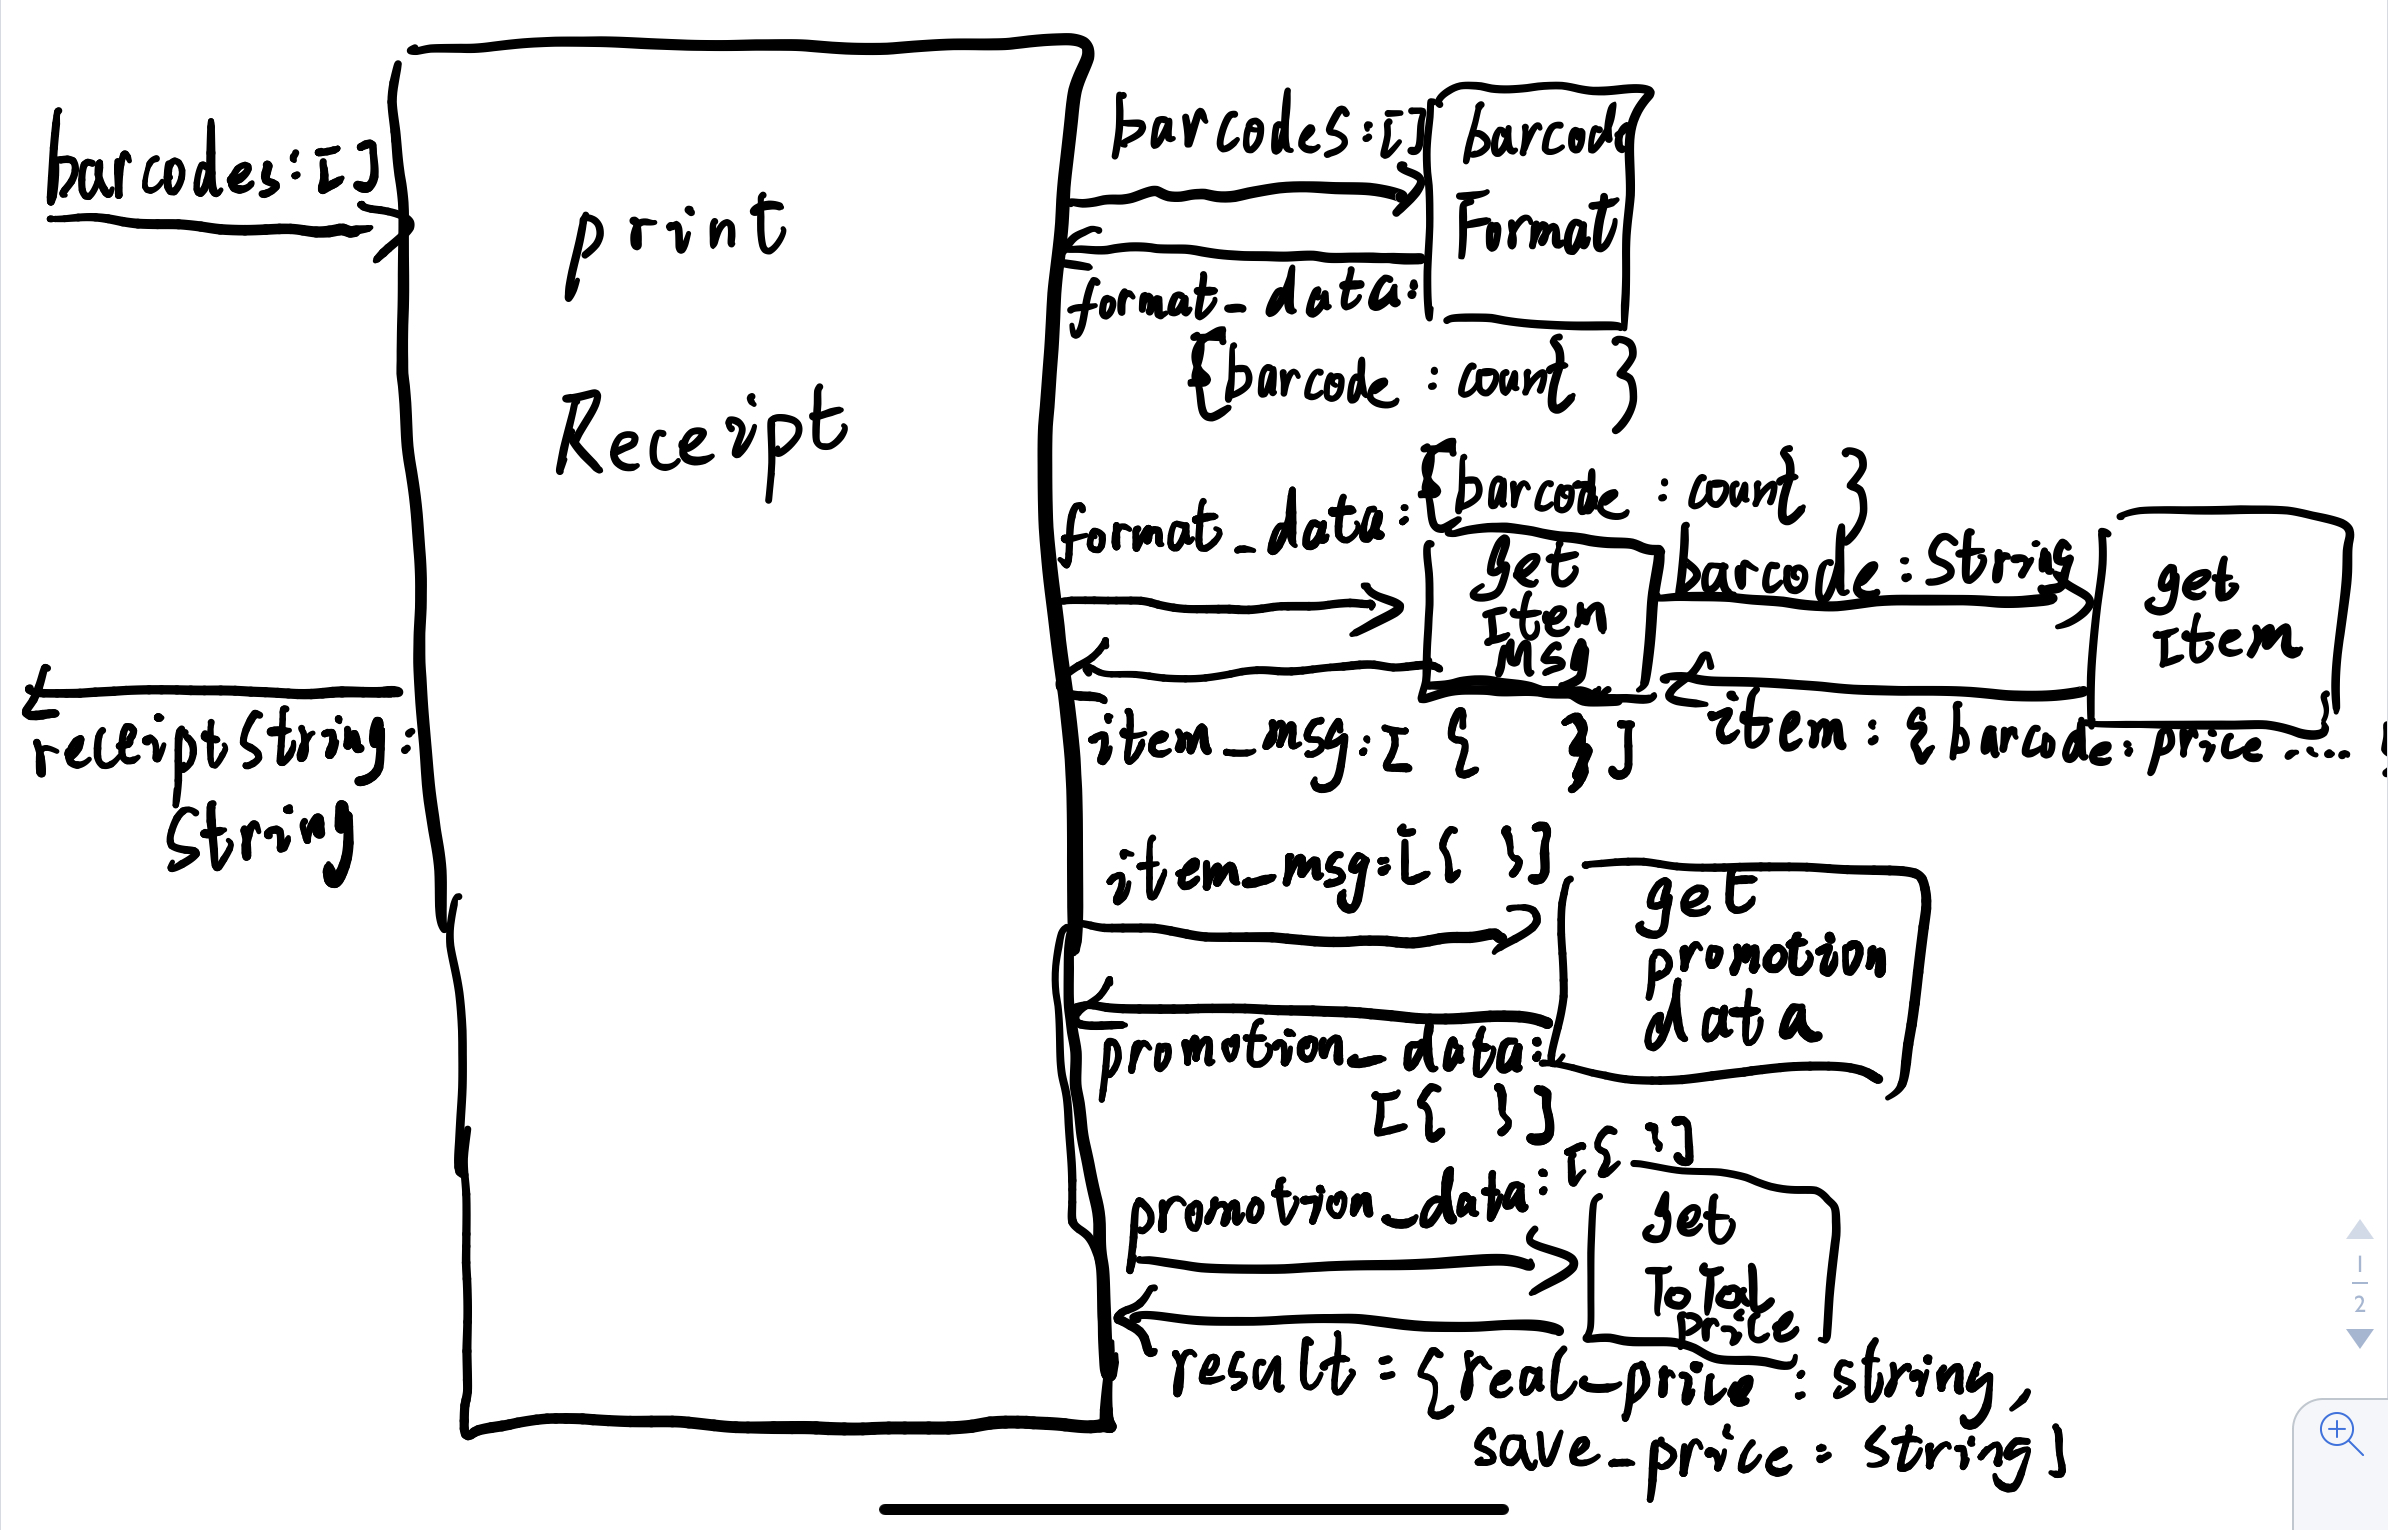 barcodes:[]
print
Receipt
receiptString:
String
barcodes:[]
barcode
Format
format_data:
{barcode : count }
format_data: {barcode : count }
get
Item
Msg
barcode : String
get
Item
item_msg:[ { } ]
item : { barcode:price ..... }
item_msg:[{ }]
get
promotion
data
promotion_data:
[{ }]
promotion_data: [{ }]
get
ToTal
price
result = {real_price : string,
save_price : string}
1
2